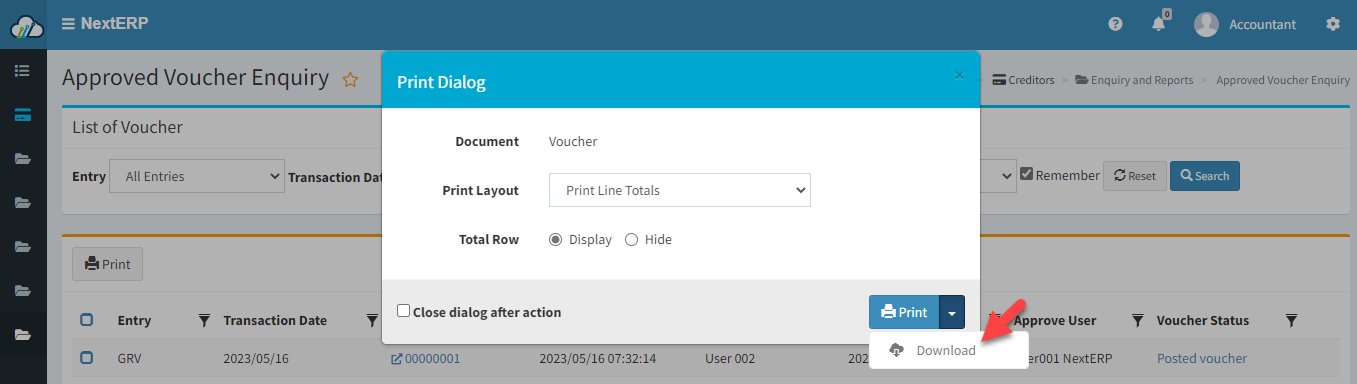 NextERP
0
Accountant
Approved Voucher Enquiry
Creditors > Enquiry and Reports > Approved Voucher Enquiry
Print Dialog
×
List of Voucher
Document Voucher
Entry All Entries Transaction Dat
Remember Reset Search
Print Layout Print Line Totals
Total Row Display Hide
Print
Close dialog after action
Print
Entry Transaction Date Approve User Voucher Status
Download
GRV 2023/05/16 00000001 2023/05/16 07:32:14 User 002 202 er001 NextERP Posted voucher